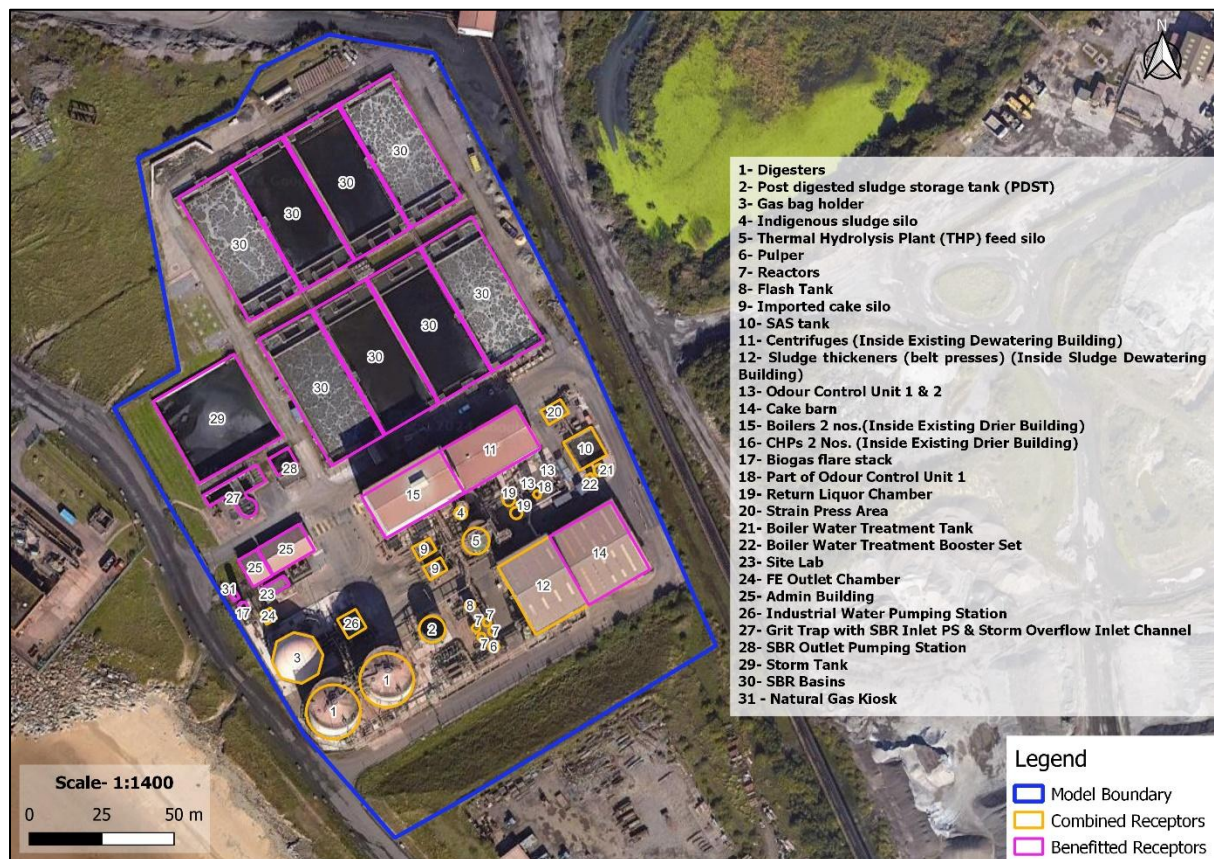 N
30
30
30
30
30
30
30
30
29
28
27
20
10
11
21
22
15
13
13
18
19
19
4
5
9
9
25
25
23
31
17
24
26
2
12
14
8
7
7
7
7
6
3
1
1
1- Digesters
2- Post digested sludge storage tank (PDST)
3- Gas bag holder
4- Indigenous sludge silo
5- Thermal Hydrolysis Plant (THP) feed silo
6- Pulper
7- Reactors
8- Flash Tank
9- Imported cake silo
10- SAS tank
11- Centrifuges (Inside Existing Dewatering Building)
12- Sludge thickeners (belt presses) (Inside Sludge Dewatering
Building)
13- Odour Control Unit 1 & 2
14- Cake barn
15- Boilers 2 nos.(Inside Existing Drier Building)
16- CHPs 2 Nos. (Inside Existing Drier Building)
17- Biogas flare stack
18- Part of Odour Control Unit 1
19- Return Liquor Chamber
20- Strain Press Area
21- Boiler Water Treatment Tank
22- Boiler Water Treatment Booster Set
23- Site Lab
24- FE Outlet Chamber
25- Admin Building
26- Industrial Water Pumping Station
27- Grit Trap with SBR Inlet PS & Storm Overflow Inlet Channel
28- SBR Outlet Pumping Station
29- Storm Tank
30- SBR Basins
31 - Natural Gas Kiosk
Scale- 1:1400
0 25 50 m
Legend
Model Boundary
Combined Receptors
Benefitted Receptors